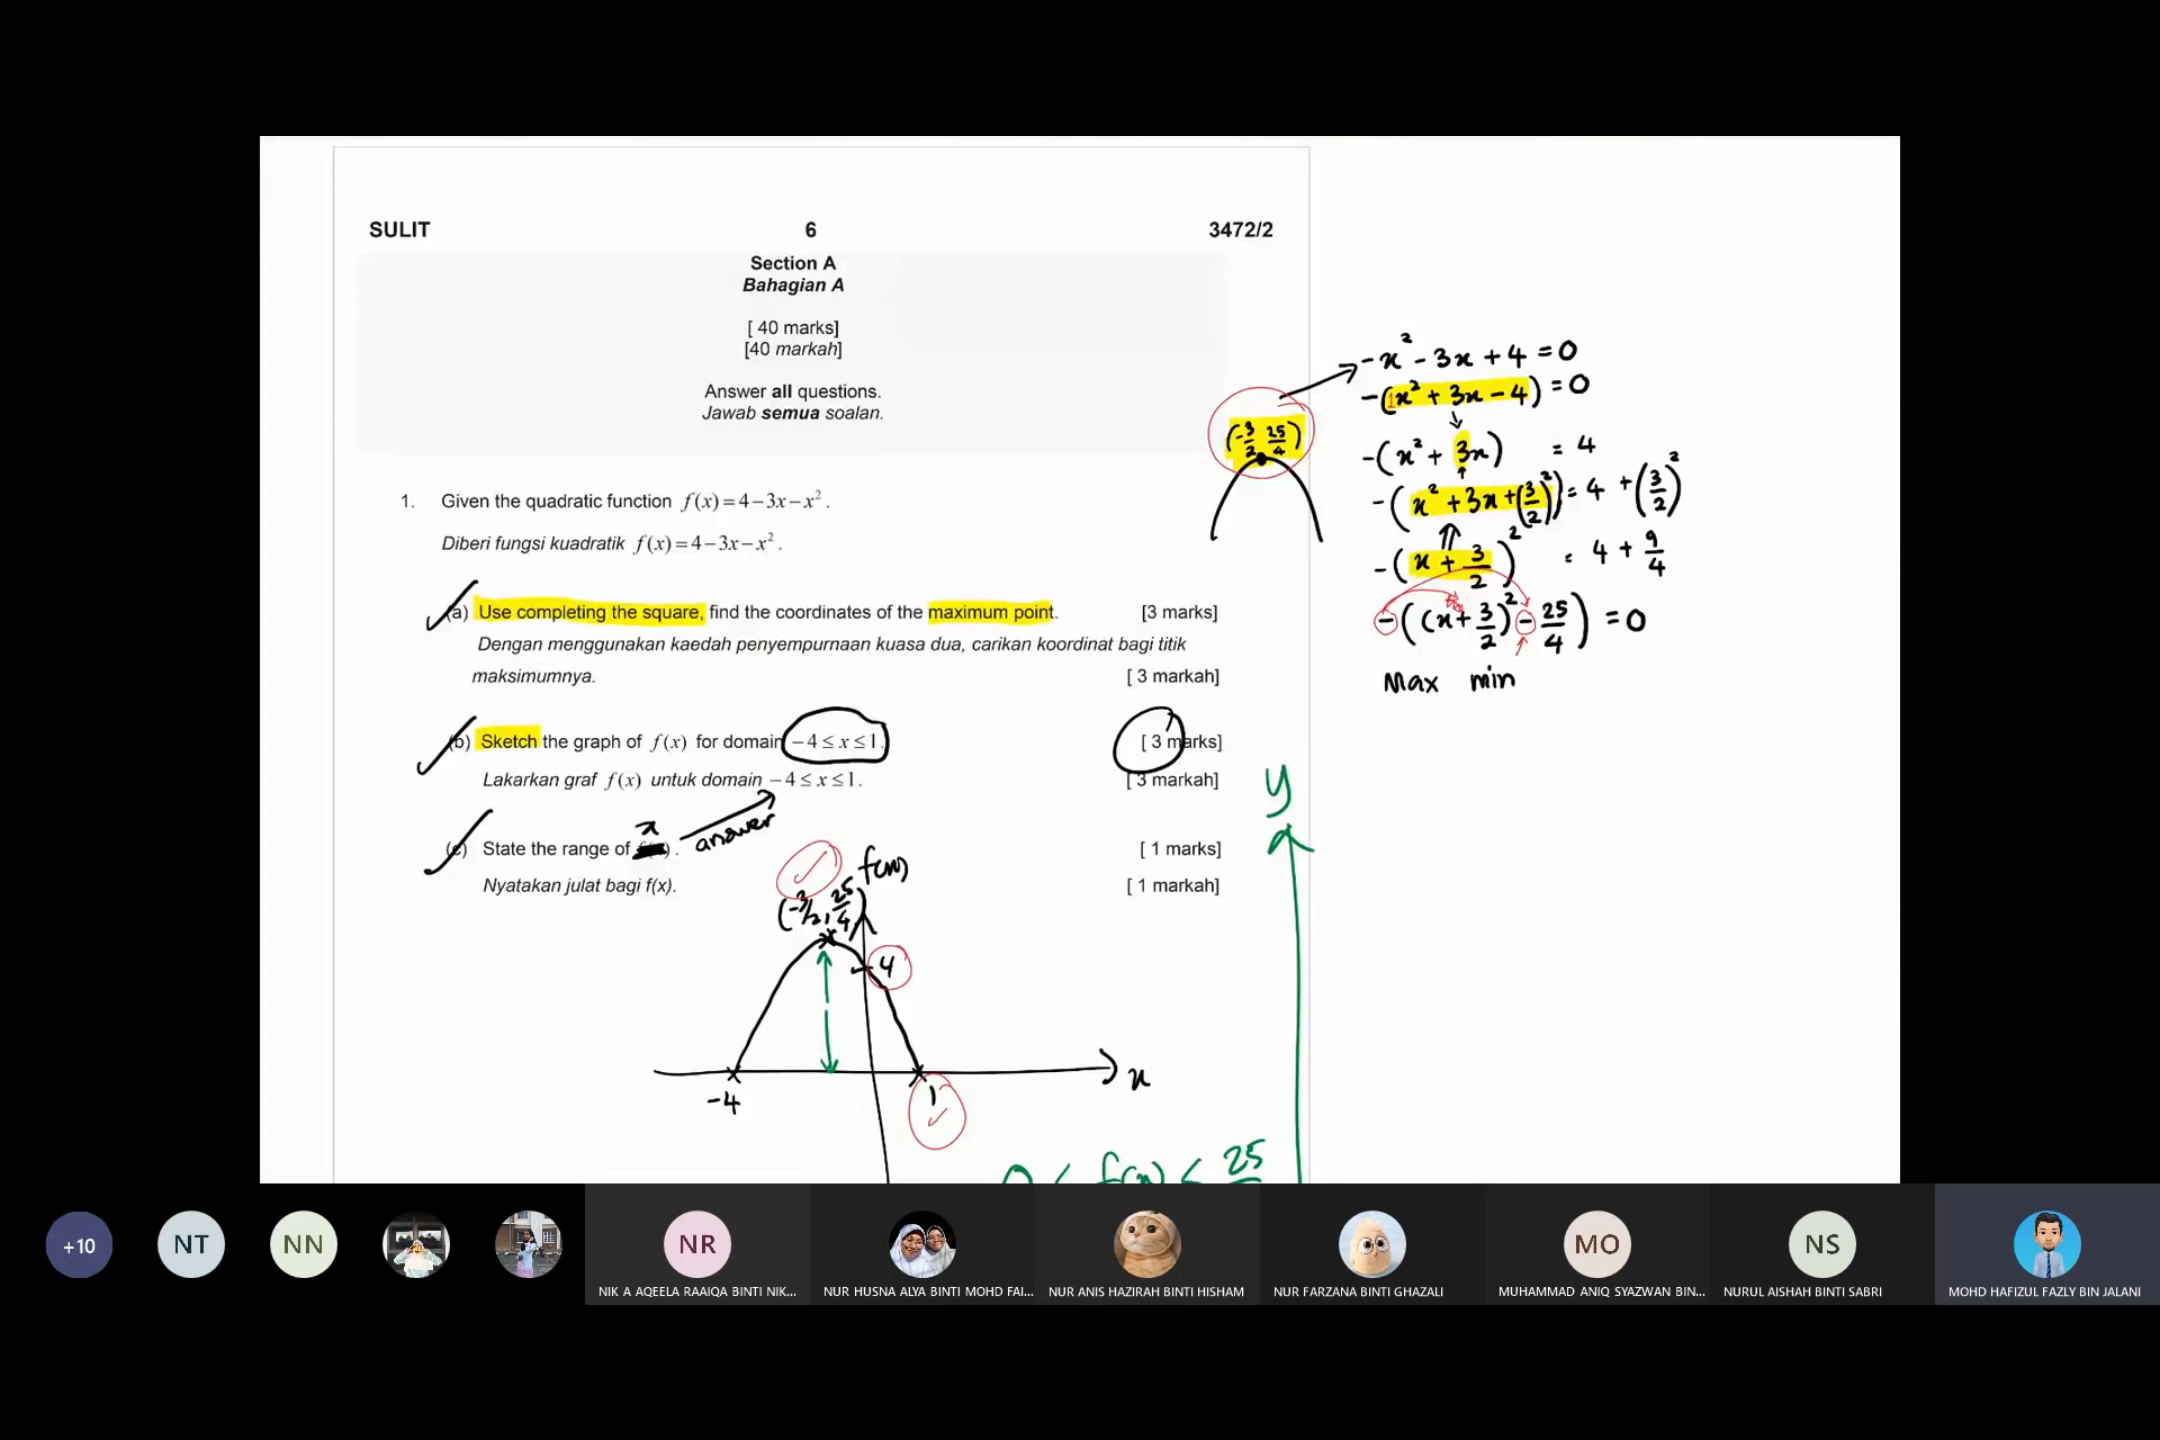 SULIT 6 3472/2
Section A
Bahagian A
[ 40 marks]
[40 markah]
Answer all questions.
Jawab semua soalan.
1. Given the quadratic function f(x)=4−3x−x².
Diberi fungsi kuadratik f(x)=4−3x−x².
(a) Use completing the square, find the coordinates of the maximum point. [3 marks]
Dengan menggunakan kaedah penyempurnaan kuasa dua, carikan koordinat bagi titik
maksimumnya. [ 3 markah]
(b) Sketch the graph of f(x) for domain −4≤x≤1. [ 3 marks]
Lakarkan graf f(x) untuk domain −4≤x≤1. [ 3 markah]
x
(c) State the range of . answer [ 1 marks]
Nyatakan julat bagi f(x). [ 1 markah]
f(x)
(-3/2, 25/4)
4
x
-4 1
y
0 ≤ f(x) ≤ 25
(-3/2 25/4)
-x² - 3x + 4 = 0
-(1x² + 3x - 4) = 0
-(x² + 3x) = 4
-(x² + 3x + (3/2)²) = 4 + (3/2)²
-(x + 3/2)² = 4 + 9/4
-((x + 3/2)² - 25/4) = 0
Max min
+10
NT
NN
NR
MO
NS
NIK A AQEELA RAAIQA BINTI NIK...
NUR HUSNA ALYA BINTI MOHD FAI...
NUR ANIS HAZIRAH BINTI HISHAM
NUR FARZANA BINTI GHAZALI
MUHAMMAD ANIQ SYAZWAN BIN...
NURUL AISHAH BINTI SABRI
MOHD HAFIZUL FAZLY BIN JALANI